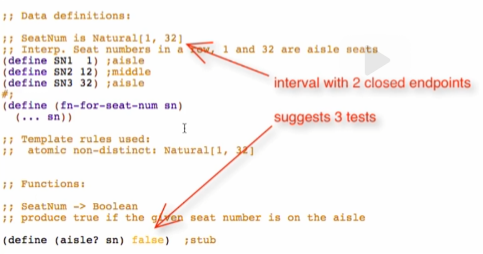 ;; Data definitions:
;; SeatNum is Natural[1, 32]
;; Interp. Seat numbers in a row, 1 and 32 are aisle seats
(define SN1  1) ;aisle
(define SN2 12) ;middle
(define SN3 32) ;aisle
#;
(define (fn-for-seat-num sn)
  (... sn))
interval with 2 closed endpoints
suggests 3 tests
;; Template rules used:
;;  atomic non-distinct: Natural[1, 32]
;; Functions:
;; SeatNum -> Boolean
;; produce true if the given seat number is on the aisle
(define (aisle? sn) false)  ;stub